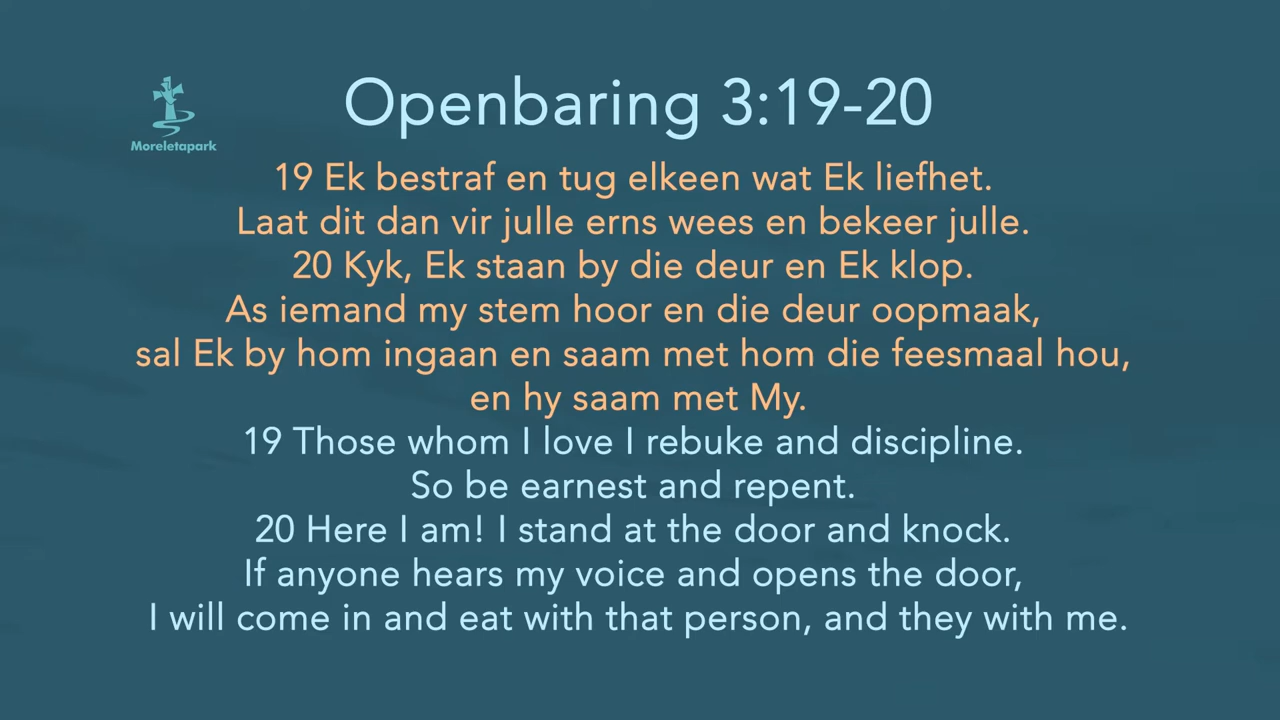 Openbaring 3:19-20
Moreletapark
19 Ek bestraf en tug elkeen wat Ek liefhet.
Laat dit dan vir julle erns wees en bekeer julle.
20 Kyk, Ek staan by die deur en Ek klop.
As iemand my stem hoor en die deur oopmaak,
sal Ek by hom ingaan en saam met hom die feesmaal hou,
en hy saam met My.
19 Those whom I love I rebuke and discipline.
So be earnest and repent.
20 Here I am! I stand at the door and knock.
If anyone hears my voice and opens the door,
I will come in and eat with that person, and they with me.